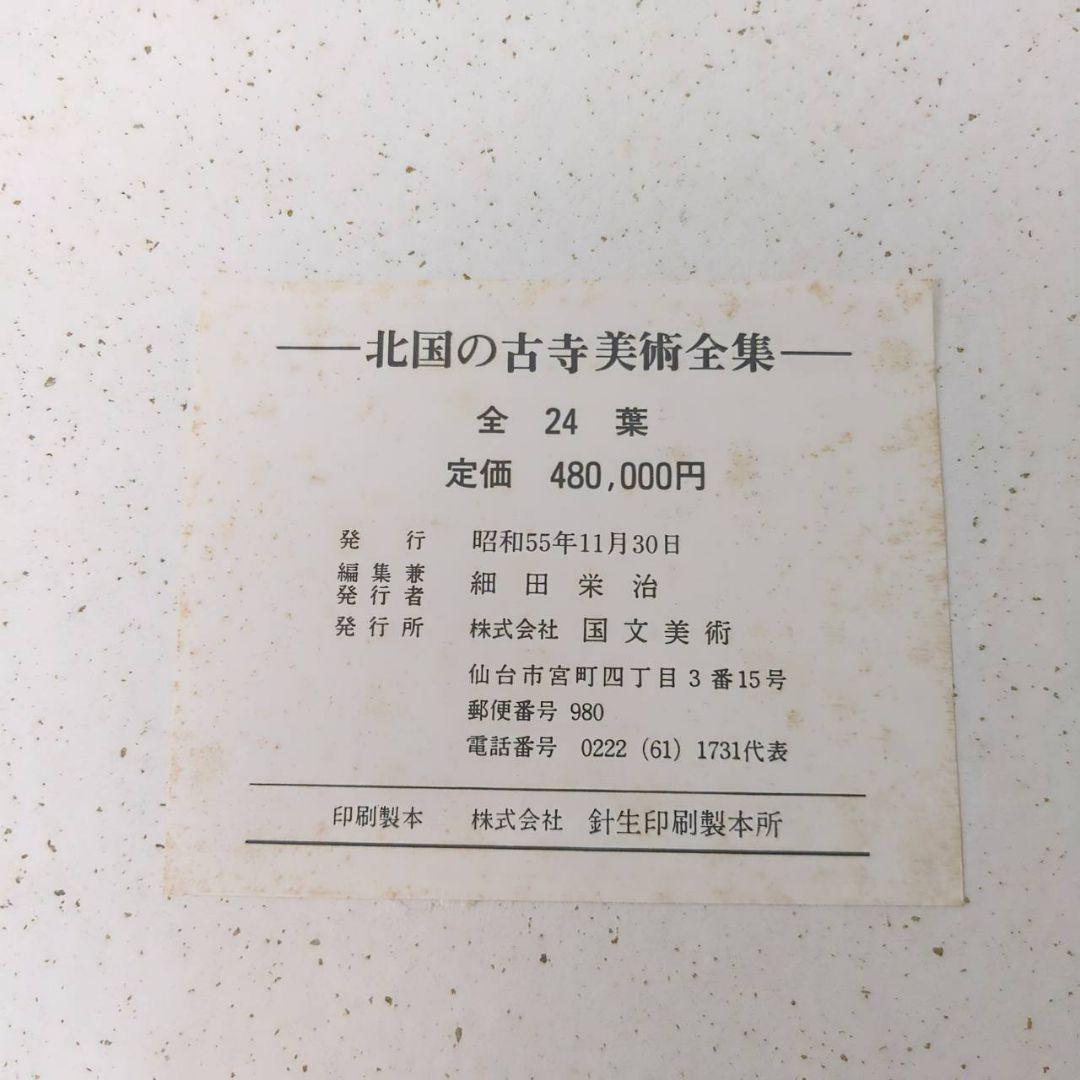 ―北国の古寺美術全集―
全 24 葉
定価 480,000円
発行 昭和55年11月30日
編集兼発行者 細田栄治
発行所 株式会社 国文美術
仙台市宮町四丁目3番15号
郵便番号 980
電話番号 0222 (61) 1731代表
印刷製本 株式会社 針生印刷製本所